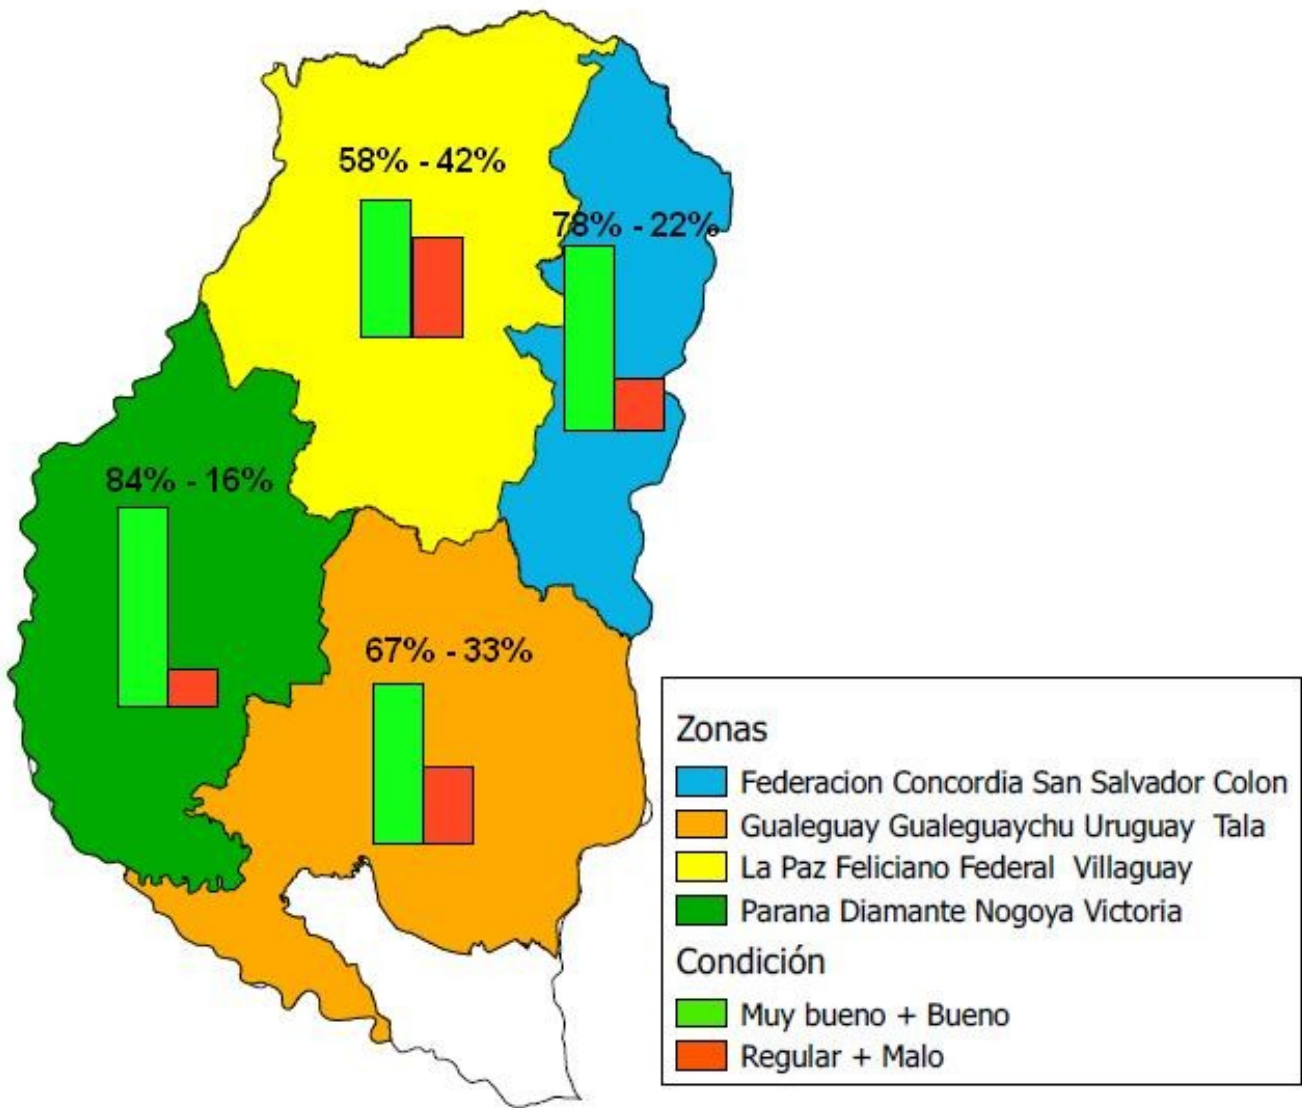 58% - 42%
78% - 22%
84% - 16%
67% - 33%
Zonas
Federacion Concordia San Salvador Colon
Gualeguay Gualeguaychu Uruguay  Tala
La Paz Feliciano Federal  Villaguay
Parana Diamante Nogoya Victoria
Condición
Muy bueno + Bueno
Regular + Malo